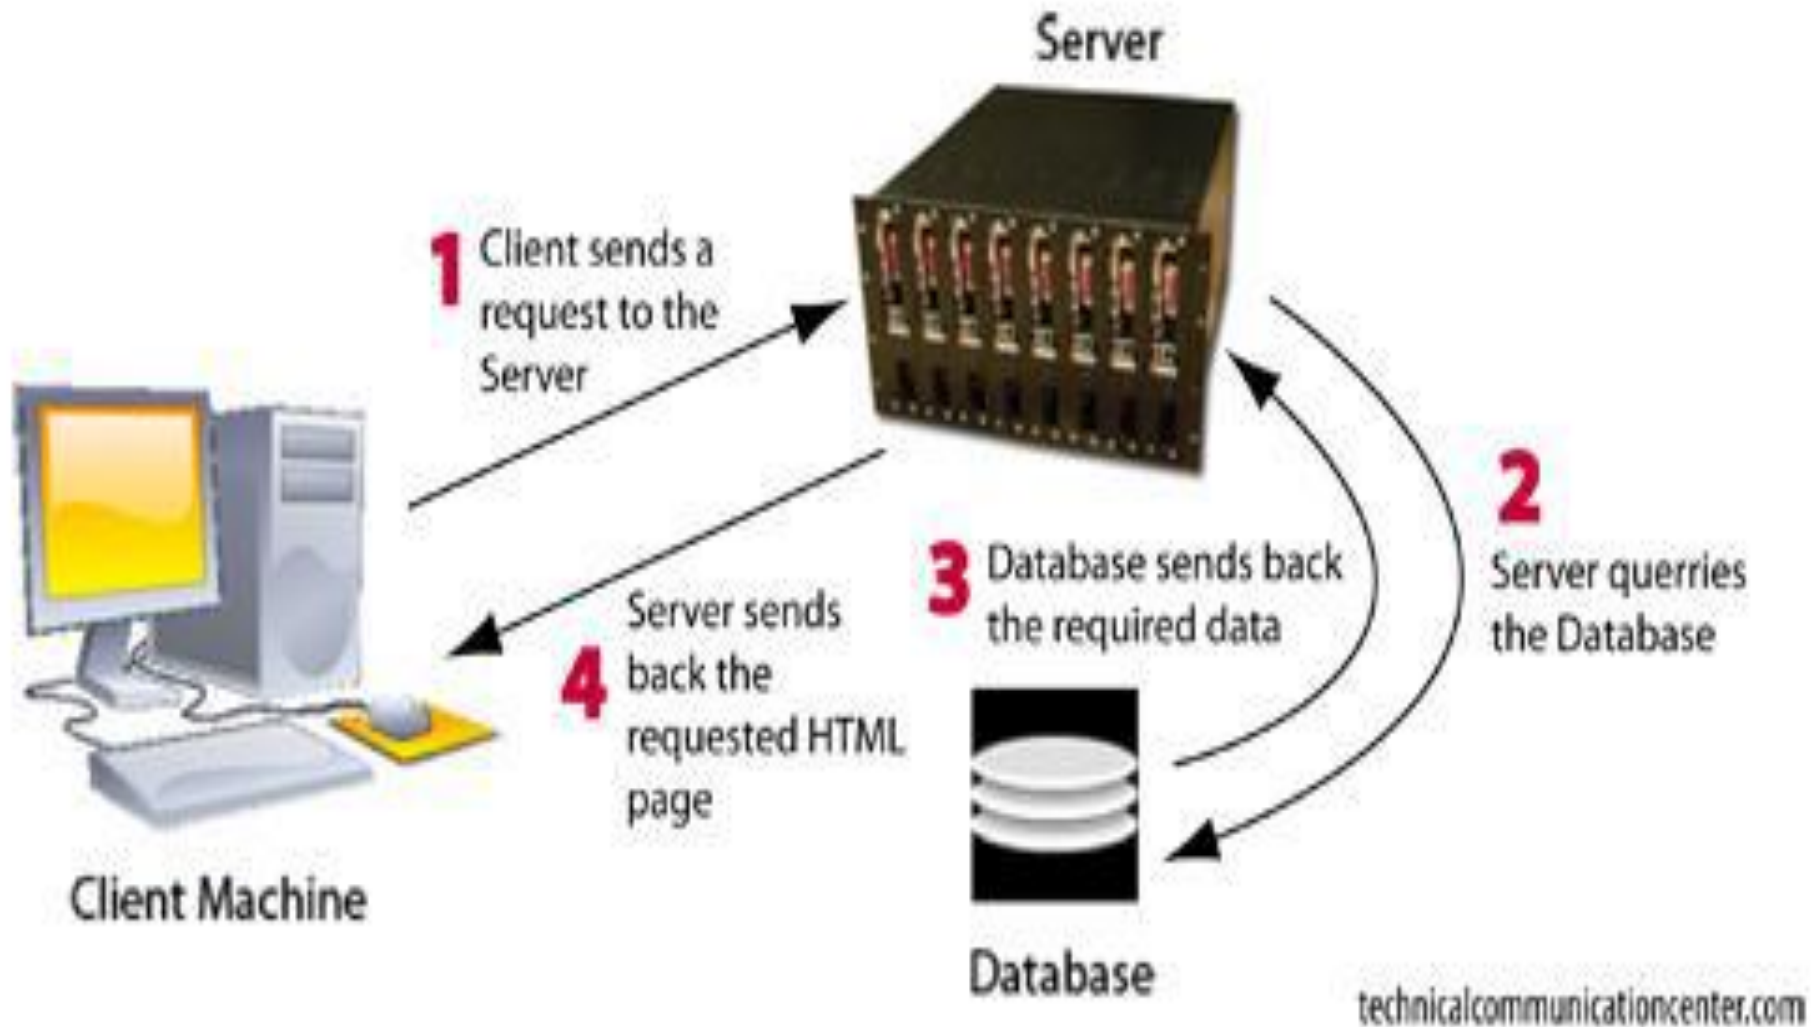 Server
1 Client sends a
request to the
Server
2
Server querries
the Database
3 Database sends back
the required data
4 Server sends
back the
requested HTML
page
Client Machine
Database
technicalcommunicationcenter.com